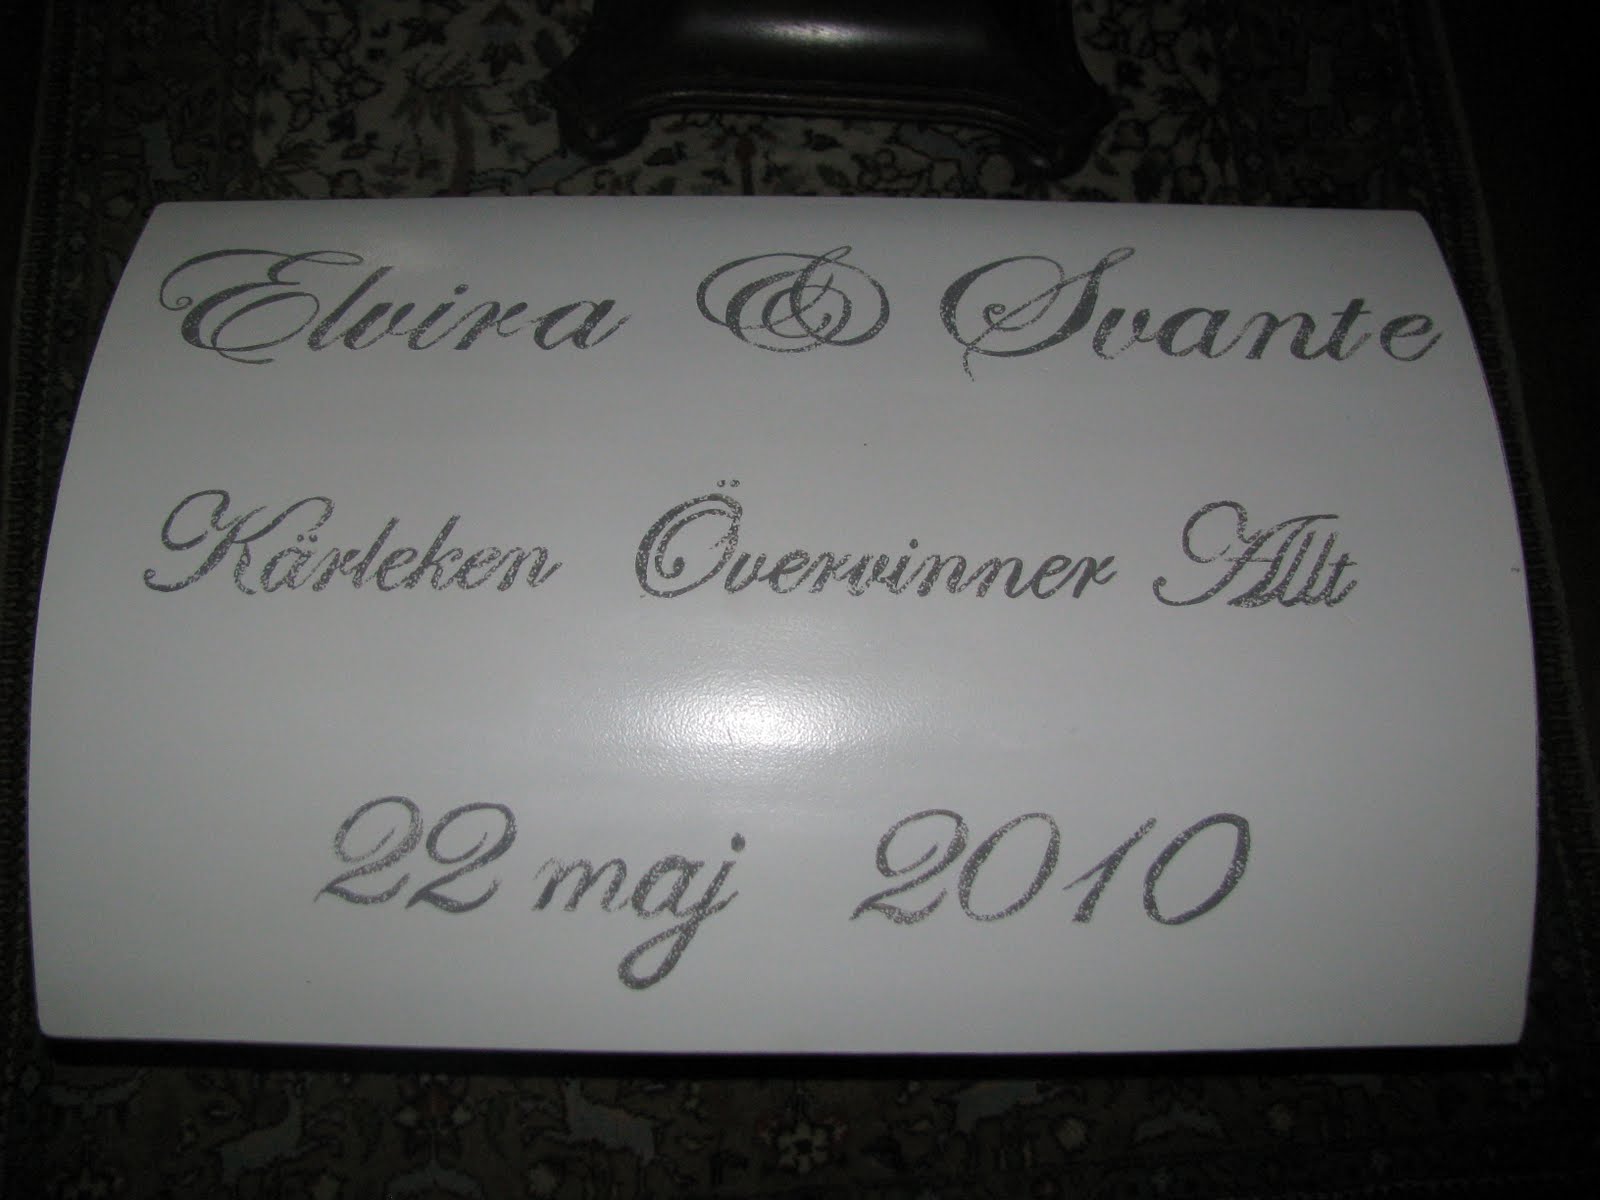 Elvira & Svante
Kärleken Övervinner Allt
22 maj 2010